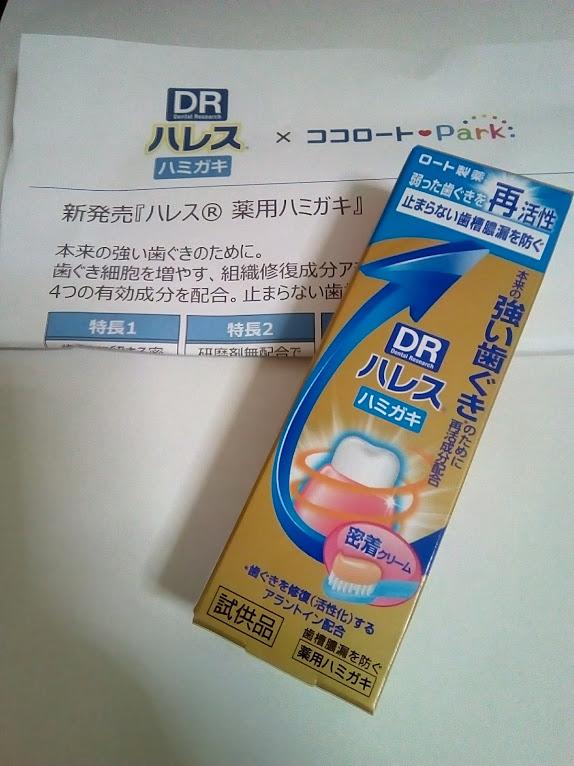 DR
Dental Research
ハレス
ハミガキ
×
ココロート Park
新発売『ハレス® 薬用ハミガキ』
本来の強い歯ぐきのために。
歯ぐき細胞を増やす、組織修復成分ア
4つの有効成分を配合。止まらない歯
特長1
特長2
研磨剤無配合で
ロート製薬
弱った歯ぐきを再活性
止まらない歯槽膿漏を防ぐ
本来の強い歯ぐき*のために
再活成分配合
DR
Dental Research
ハレス
ハミガキ
密着クリーム
*歯ぐきを修復(活性化)する
アラントイン配合
試供品
歯槽膿漏を防ぐ
薬用ハミガキ